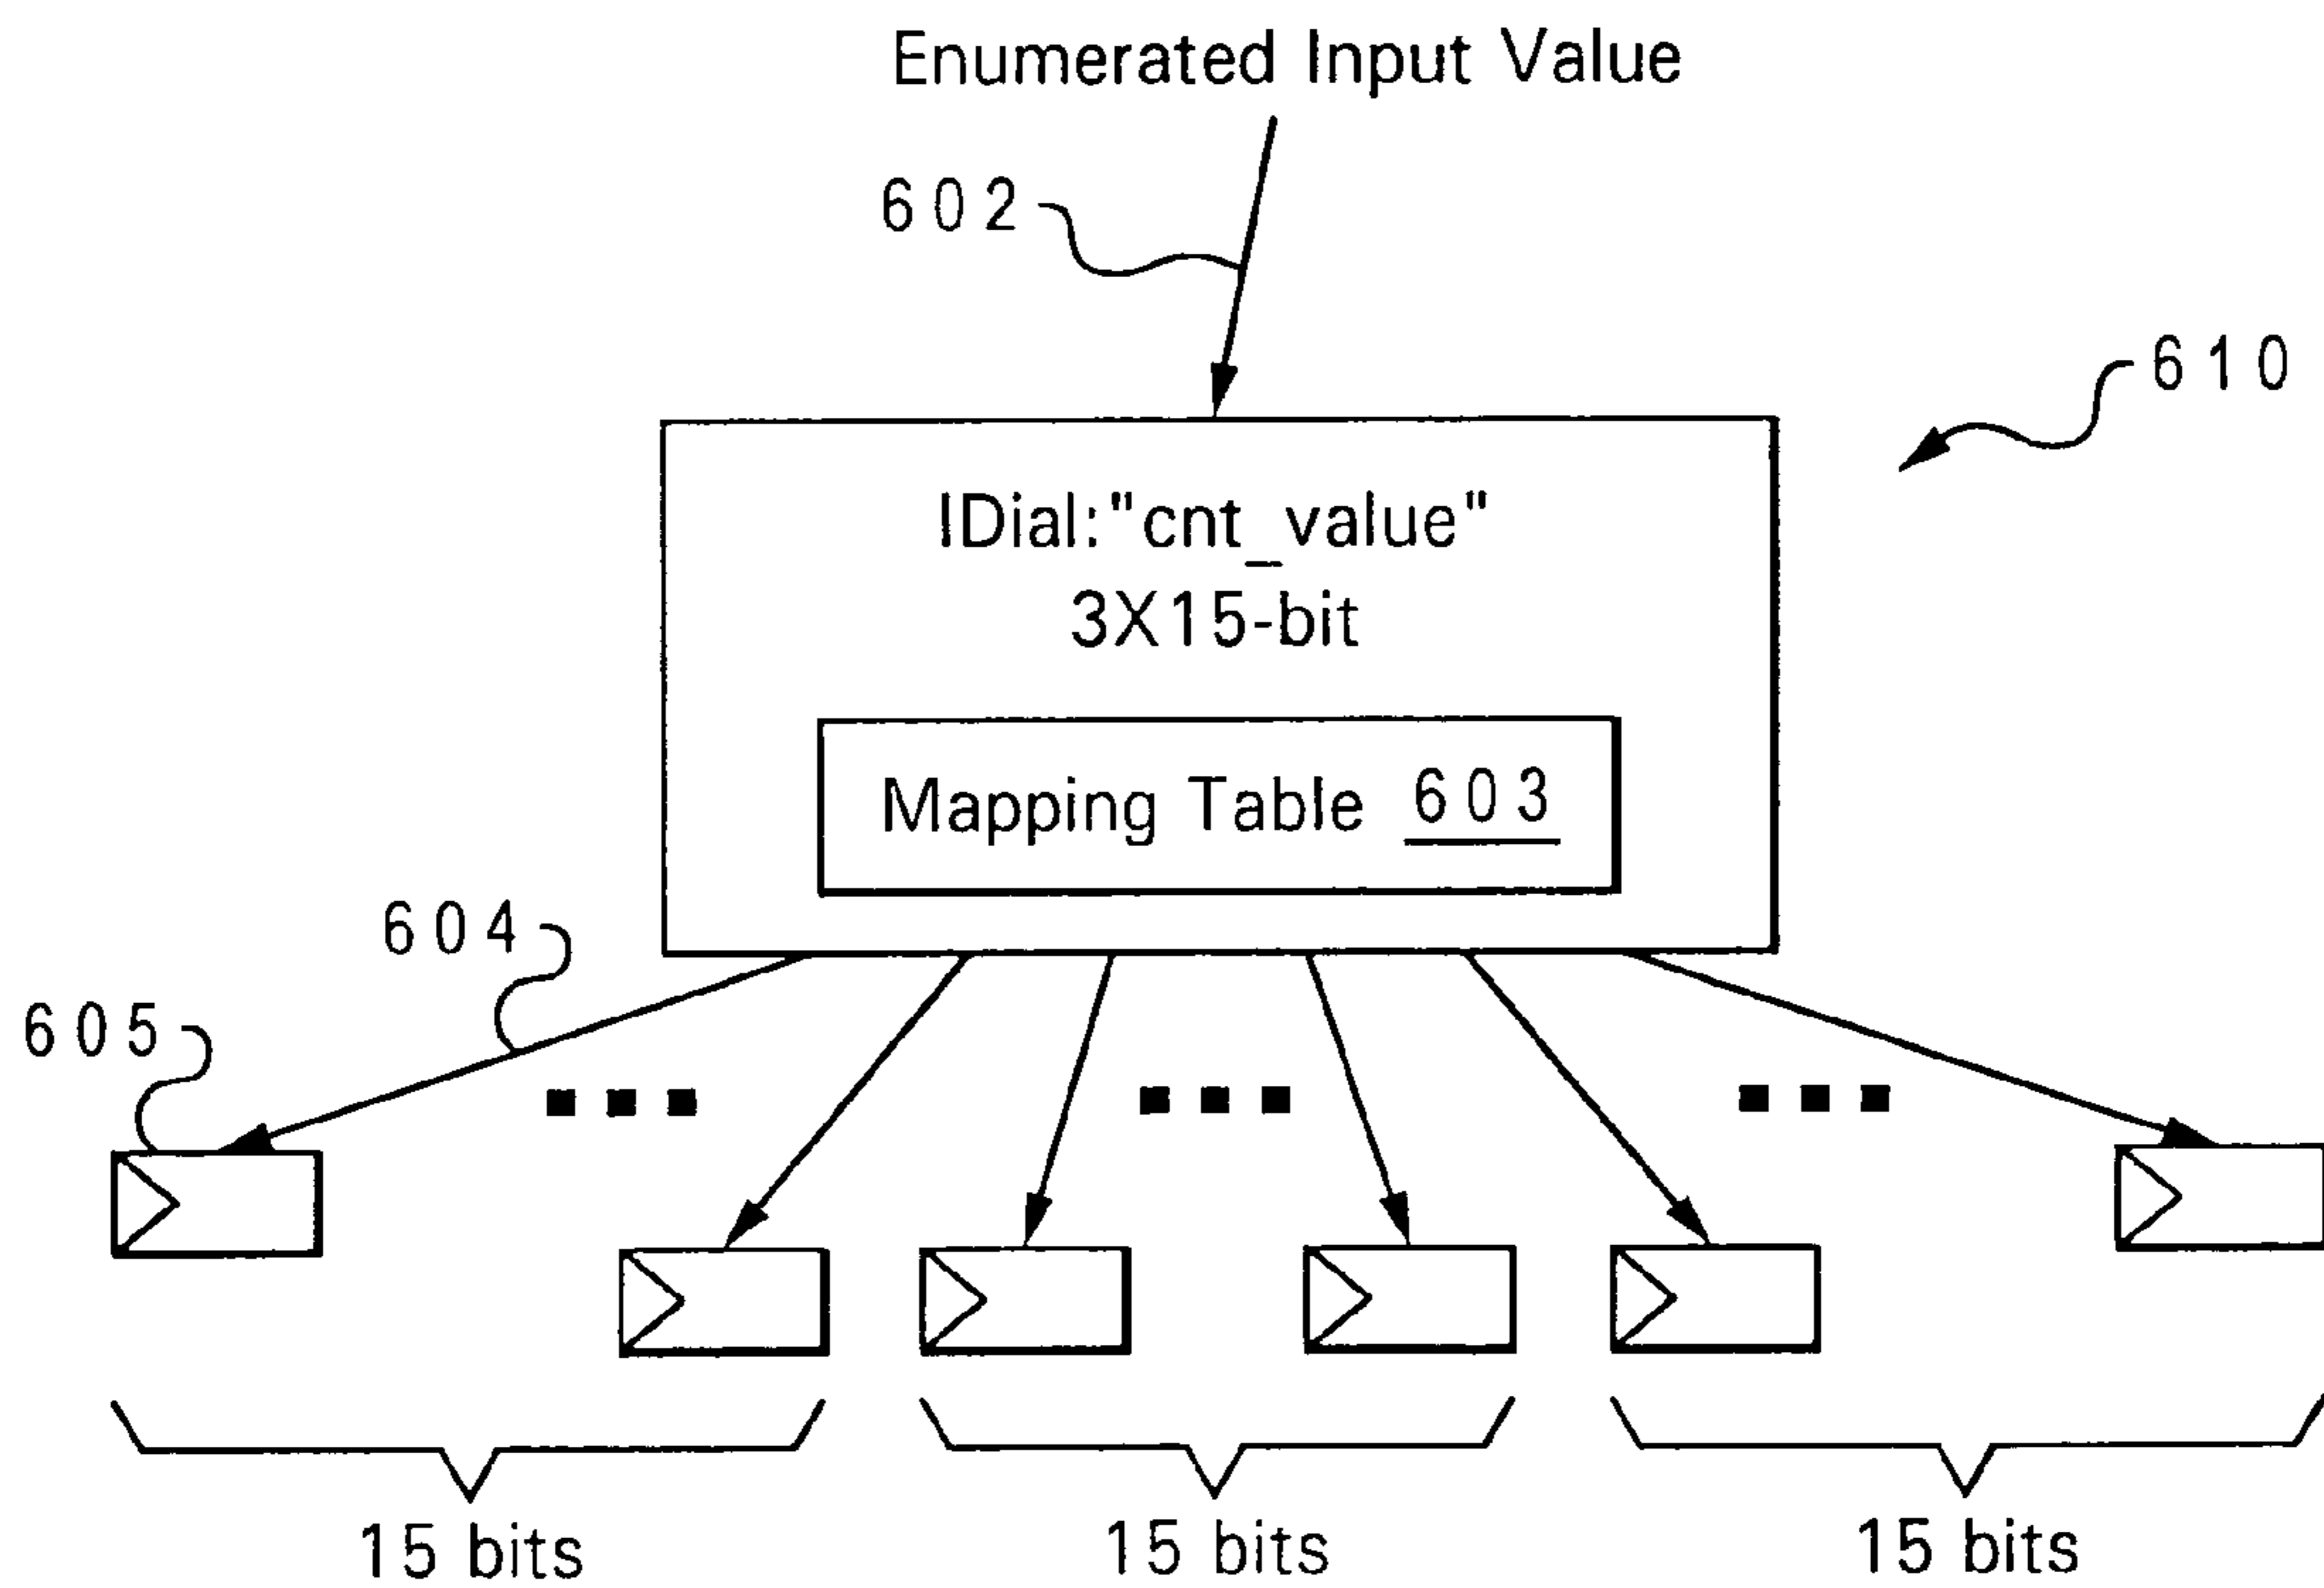 Enumerated Input Value
602
610
IDial:"cnt_value"
3X15-bit
Mapping Table 603
604
605
15 bits
15 bits
15 bits